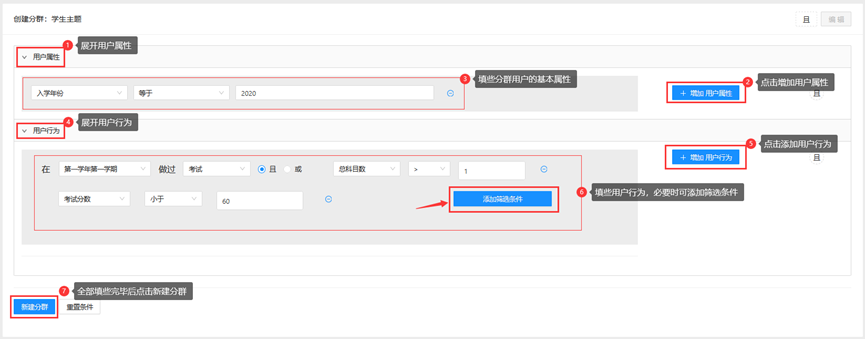 创建分群：学生主题
且 编辑
1 展开用户属性
用户属性
3 填些分群用户的基本属性
2 点击增加用户属性
入学年份 等于 2020
+ 增加 用户属性
且
4 展开用户行为
用户行为
5 点击添加用户行为
+ 增加 用户行为
且
在 第一学年第一学期 做过 考试 且 或 总科目数 > 1
6 填些用户行为，必要时可添加筛选条件
考试分数 小于 60 添加筛选条件
7 全部填些完毕后点击新建分群
新建分群 重置条件